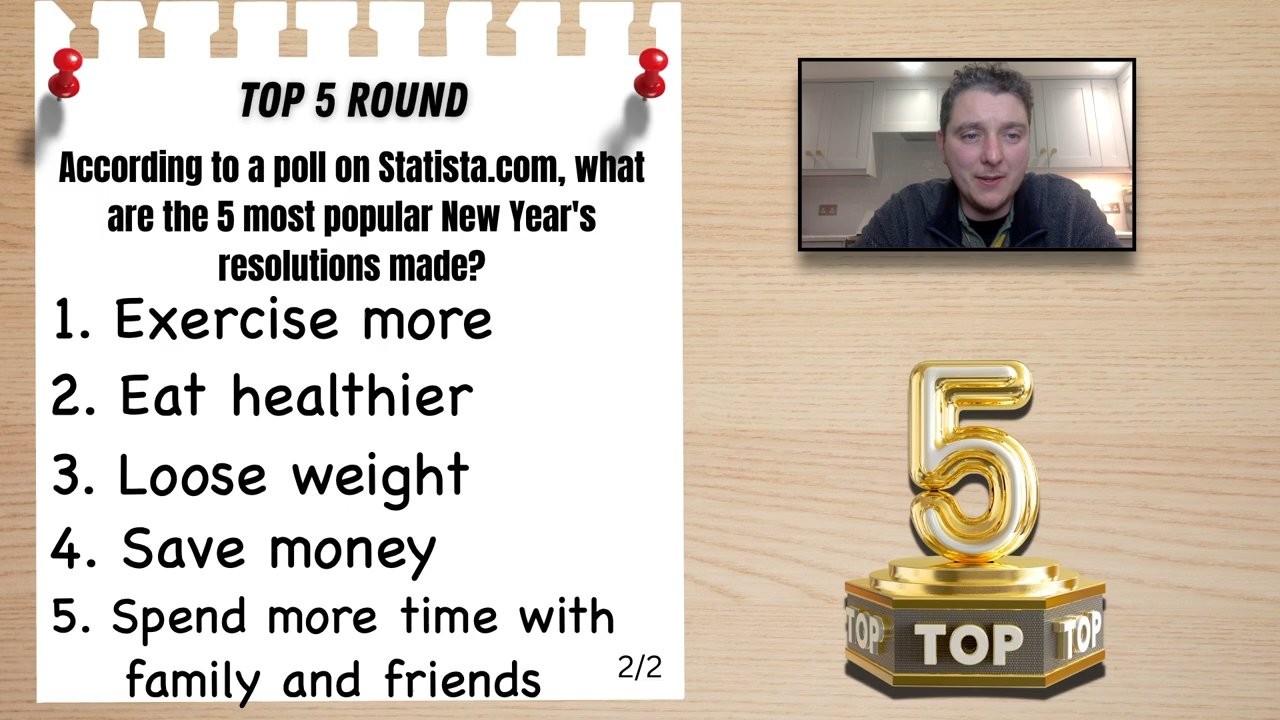 TOP 5 ROUND
According to a poll on Statista.com, what
are the 5 most popular New Year's
resolutions made?
1. Exercise more
2. Eat healthier
3. Loose weight
4. Save money
5. Spend more time with
family and friends
2/2
5
TOP
TOP
TOP